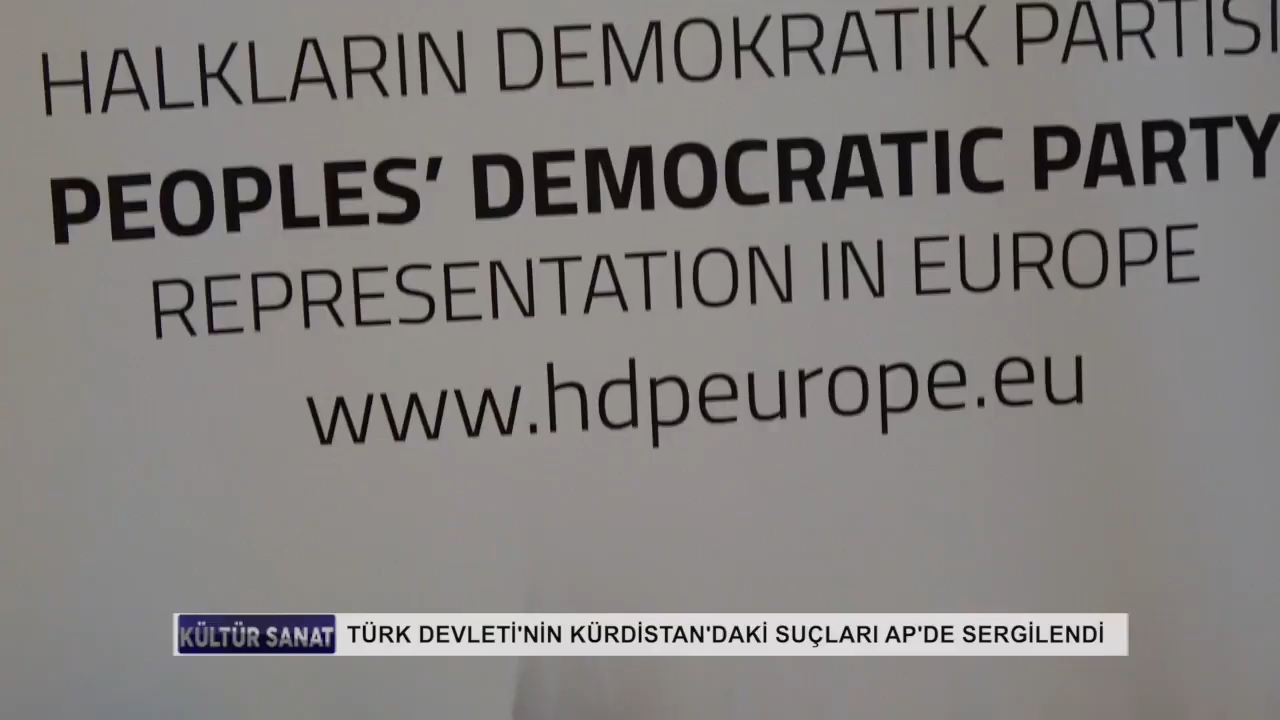 HALKLARIN DEMOKRATIK PARTISI
PEOPLES' DEMOCRATIC PARTY
REPRESENTATION IN EUROPE
www.hdpeurope.eu
KÜLTÜR SANAT TÜRK DEVLETİ'NİN KÜRDİSTAN'DAKİ SUÇLARI AP'DE SERGİLENDİ